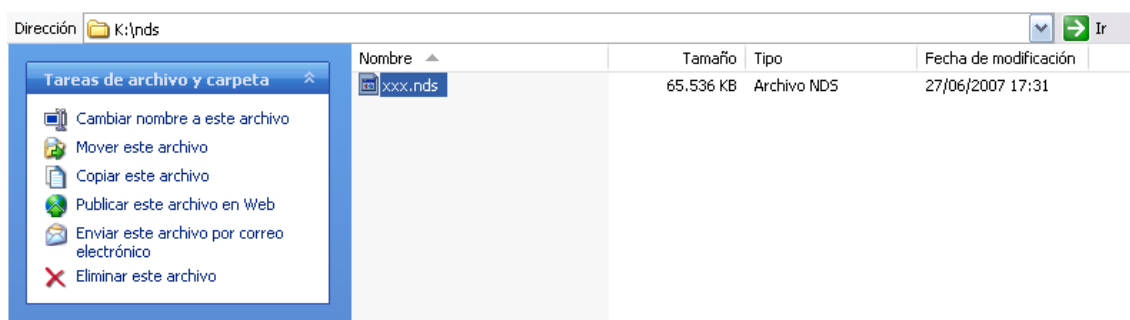 Dirección K:\nds Ir
Nombre Tamaño Tipo Fecha de modificación
Tareas de archivo y carpeta
xxx.nds 65.536 KB Archivo NDS 27/06/2007 17:31
Cambiar nombre a este archivo
Mover este archivo
Copiar este archivo
Publicar este archivo en Web
Enviar este archivo por correo
electrónico
Eliminar este archivo